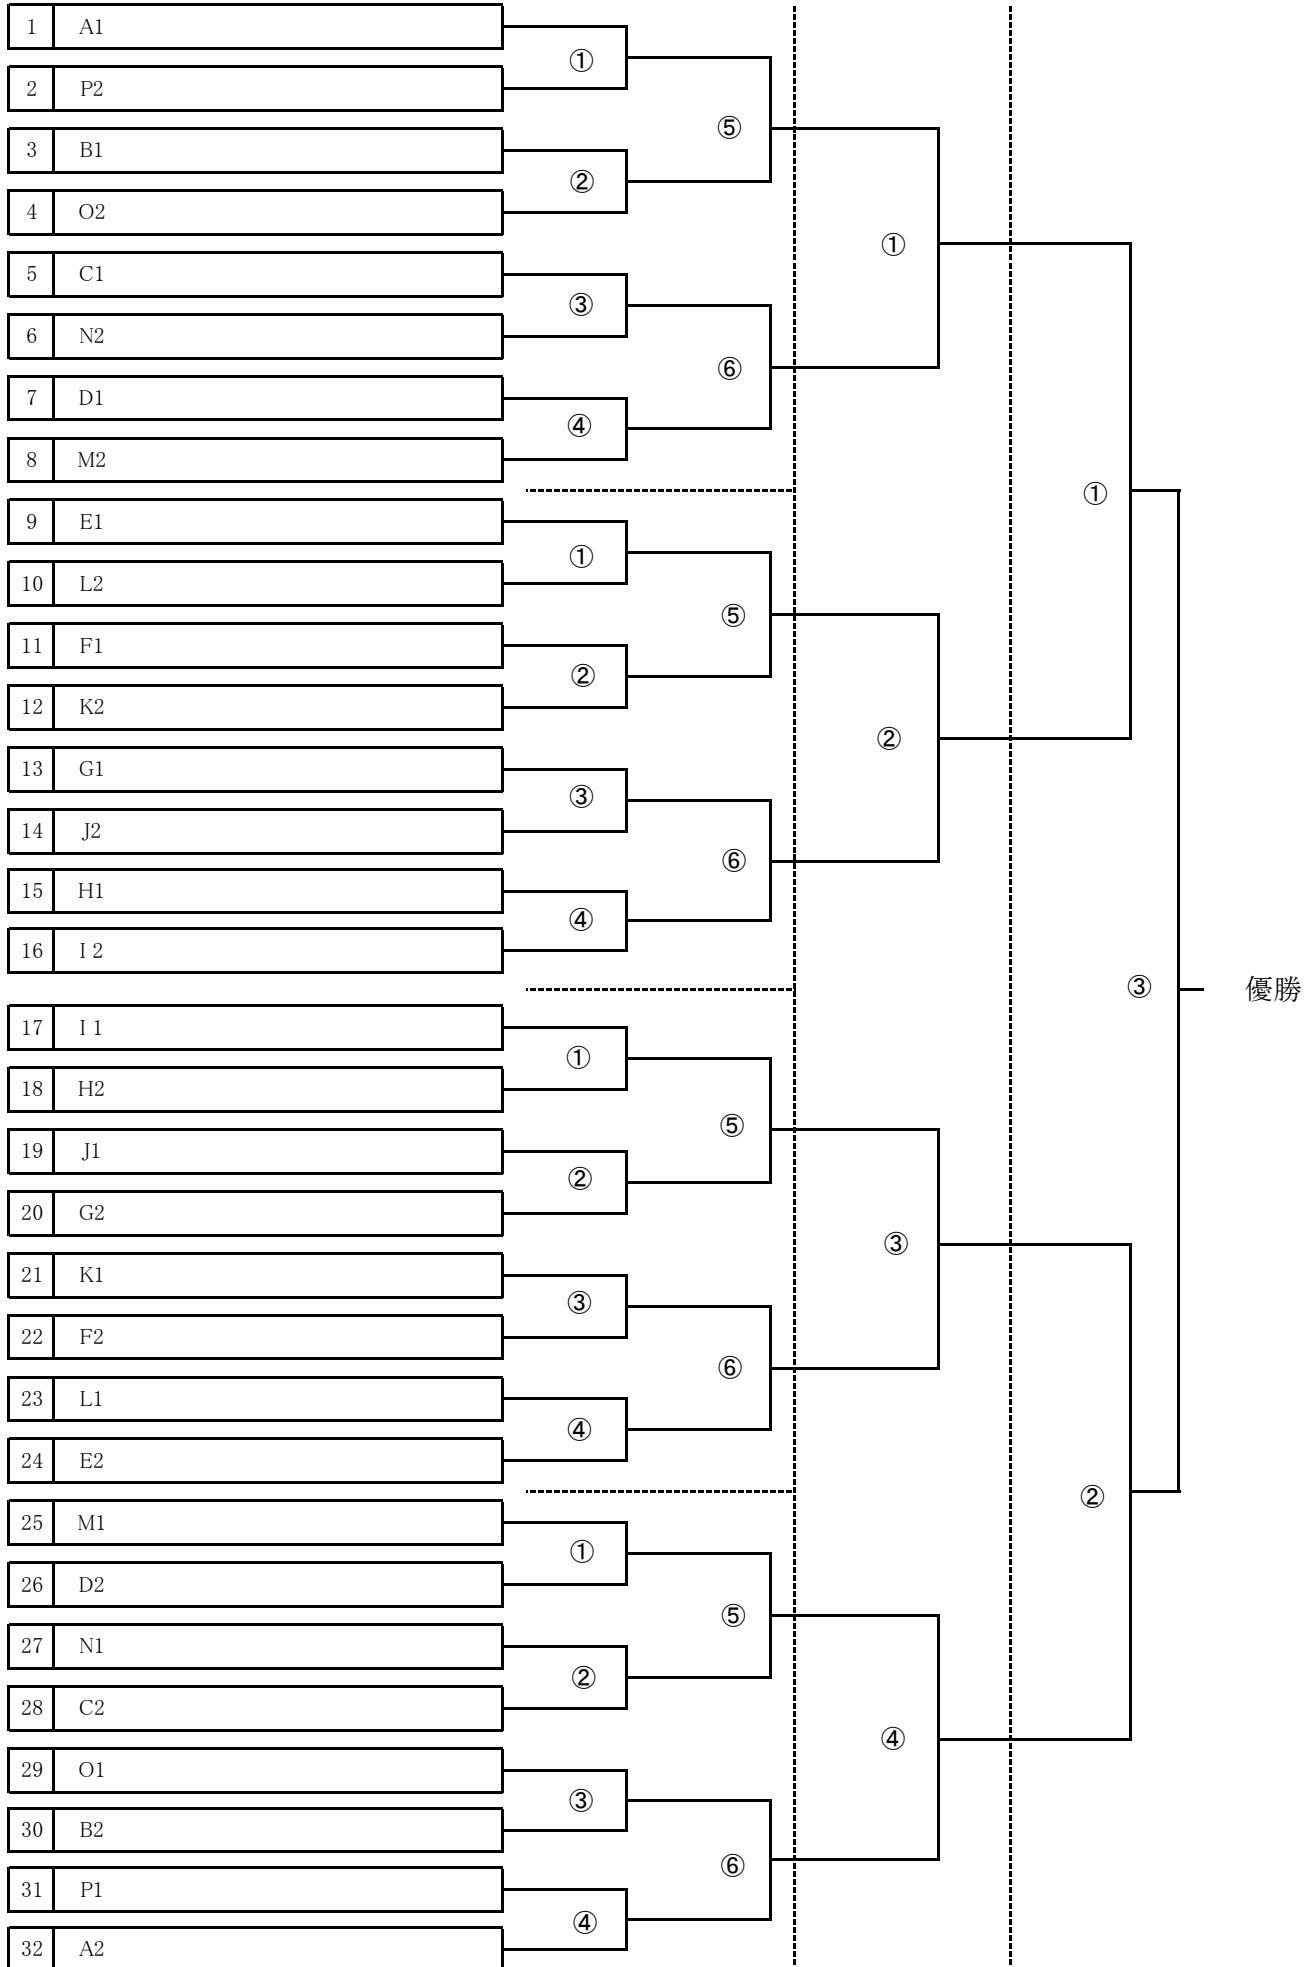 1 A1
①
2 P2
⑤
3 B1
②
4 O2
①
5 C1
③
6 N2
⑥
7 D1
④
8 M2
①
9 E1
①
10 L2
⑤
11 F1
②
12 K2
②
13 G1
③
14 J2
⑥
15 H1
④
16 I 2
③ 優勝
17 I 1
①
18 H2
⑤
19 J1
②
20 G2
③
21 K1
③
22 F2
⑥
23 L1
④
24 E2
②
25 M1
①
26 D2
⑤
27 N1
②
28 C2
④
29 O1
③
30 B2
⑥
31 P1
④
32 A2